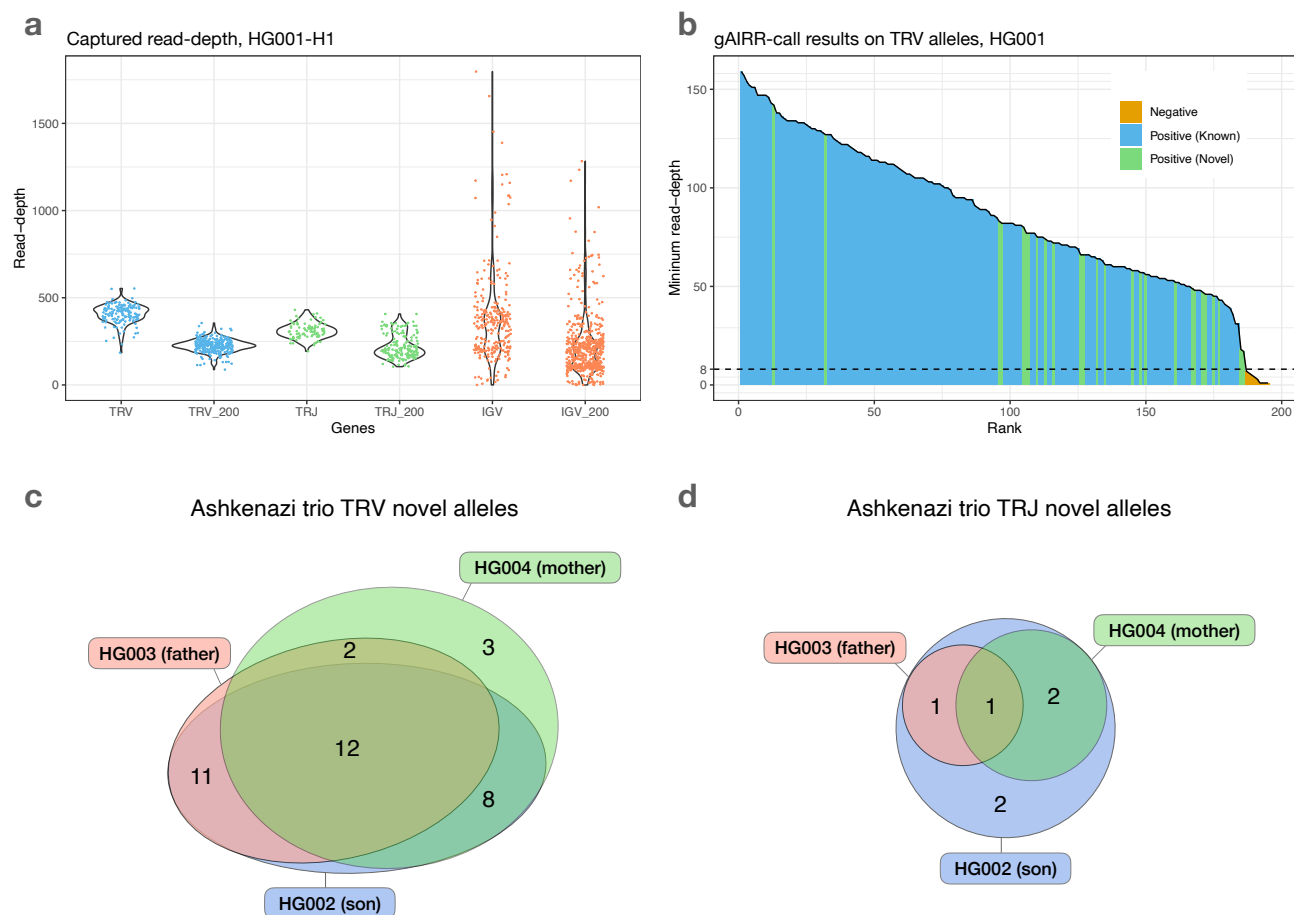 a
Captured read-depth, HG001-H1
Read-depth
1500
1000
500
0
TRV
TRV_200
TRJ
TRJ_200
IGV
IGV_200
Genes
b
gAIRR-call results on TRV alleles, HG001
Mininum read-depth
150
100
50
8
0
Negative
Positive (Known)
Positive (Novel)
0
50
100
150
200
Rank
c
Ashkenazi trio TRV novel alleles
HG004 (mother)
HG003 (father)
2
3
12
11
8
HG002 (son)
d
Ashkenazi trio TRJ novel alleles
HG004 (mother)
HG003 (father)
1
1
2
2
HG002 (son)